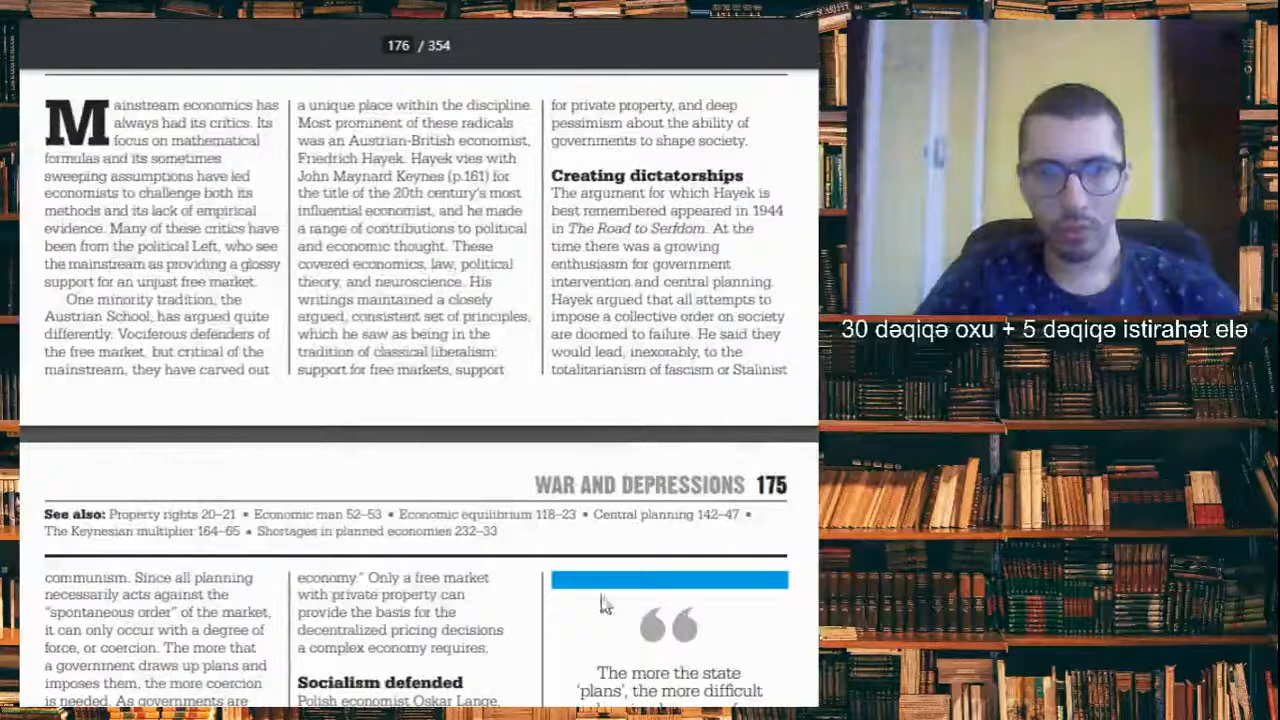 176 / 354
Mainstream economics has
always had its critics. Its
focus on mathematical
formulas and its sometimes
sweeping assumptions have led
economists to challenge both its
methods and its lack of empirical
evidence. Many of these critics have
been from the political Left, who see
the mainstream as providing a glossy
support for an unjust free market.
One minority tradition, the
Austrian School, has argued quite
differently. Vociferous defenders of
the free market, but critical of the
mainstream, they have carved out
a unique place within the discipline.
Most prominent of these radicals
was an Austrian-British economist,
Friedrich Hayek. Hayek vies with
John Maynard Keynes (p.161) for
the title of the 20th century's most
influential economist, and he made
a range of contributions to political
and economic thought. These
covered economics, law, political
theory, and neuroscience. His
writings maintained a closely
argued, consistent set of principles,
which he saw as being in the
tradition of classical liberalism:
support for free markets, support
for private property, and deep
pessimism about the ability of
governments to shape society.
Creating dictatorships
The argument for which Hayek is
best remembered appeared in 1944
in The Road to Serfdom. At the
time there was a growing
enthusiasm for government
intervention and central planning.
Hayek argued that all attempts to
impose a collective order on society
are doomed to failure. He said they
would lead, inexorably, to the
totalitarianism of fascism or Stalinist
WAR AND DEPRESSIONS 175
See also: Property rights 20–21 ▪ Economic man 52–53 ▪ Economic equilibrium 118–23 ▪ Central planning 142–47 ▪
The Keynesian multiplier 164–65 ▪ Shortages in planned economies 232–33
communism. Since all planning
necessarily acts against the
"spontaneous order" of the market,
it can only occur with a degree of
force, or coercion. The more that
a government draws up plans and
imposes them, the more coercion
is needed. As governments are
economy." Only a free market
with private property can
provide the basis for the
decentralized pricing decisions
a complex economy requires.
Socialism defended
Polish economist Oskar Lange,
“
The more the state
'plans', the more difficult
30 dəqiqə oxu + 5 dəqiqə istirahət elə